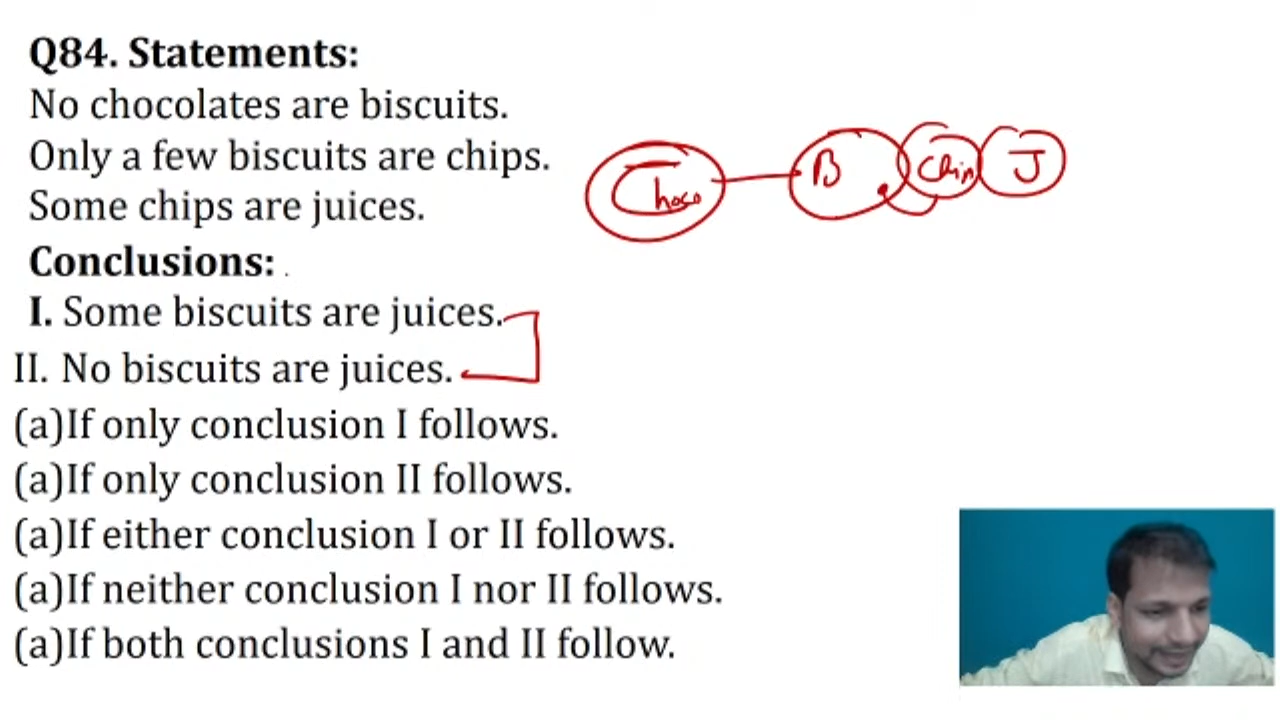 Q84. Statements:
No chocolates are biscuits.
Only a few biscuits are chips.
Some chips are juices.
Conclusions:
I. Some biscuits are juices.
II. No biscuits are juices.
(a)If only conclusion I follows.
(a)If only conclusion II follows.
(a)If either conclusion I or II follows.
(a)If neither conclusion I nor II follows.
(a)If both conclusions I and II follow.
Choco B Chip J